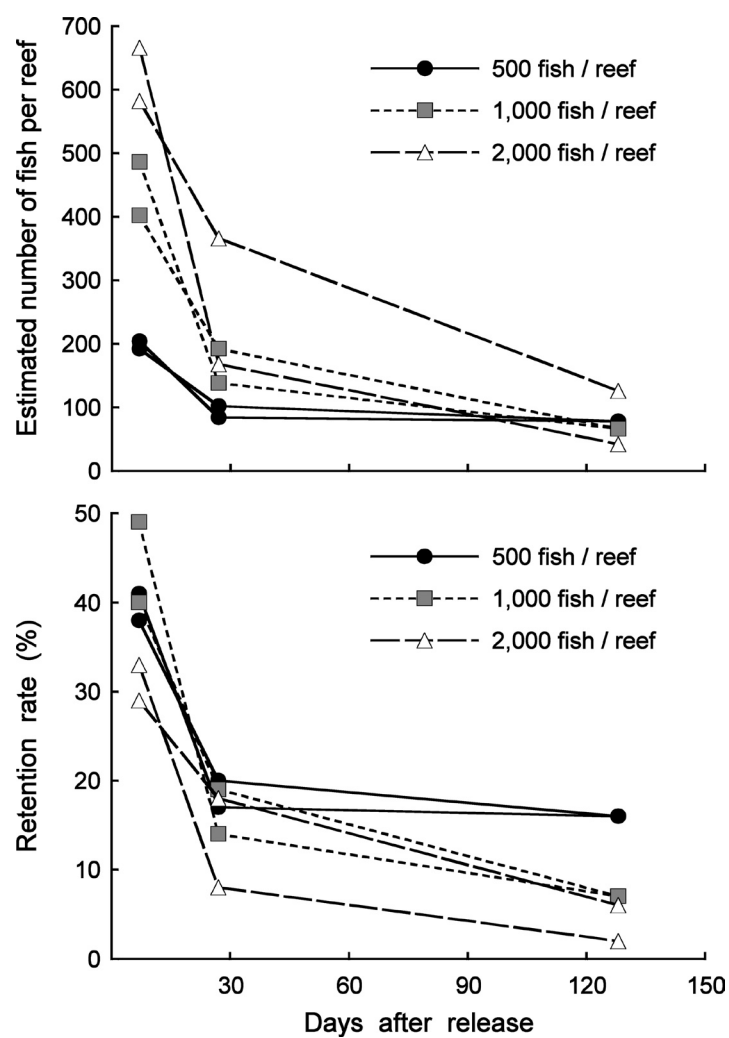 700
600
500
400
300
200
100
0
Estimated number of fish per reef
500 fish / reef
1,000 fish / reef
2,000 fish / reef
50
40
30
20
10
0
Retention rate (%)
500 fish / reef
1,000 fish / reef
2,000 fish / reef
30 60 90 120 150
Days after release